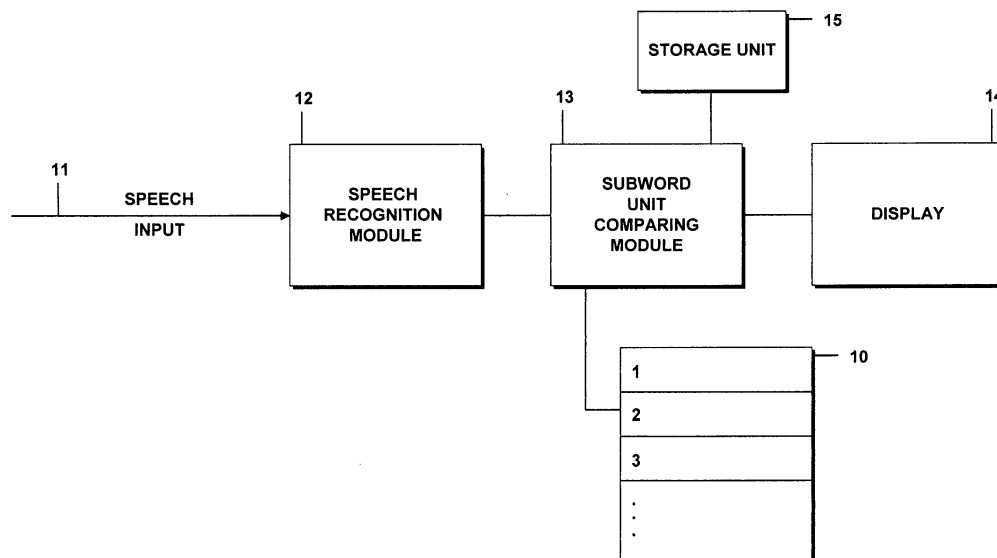 15
STORAGE UNIT
12
13
14
11
SPEECH
INPUT
SPEECH
RECOGNITION
MODULE
SUBWORD
UNIT
COMPARING
MODULE
DISPLAY
10
1
2
3
.
.
.